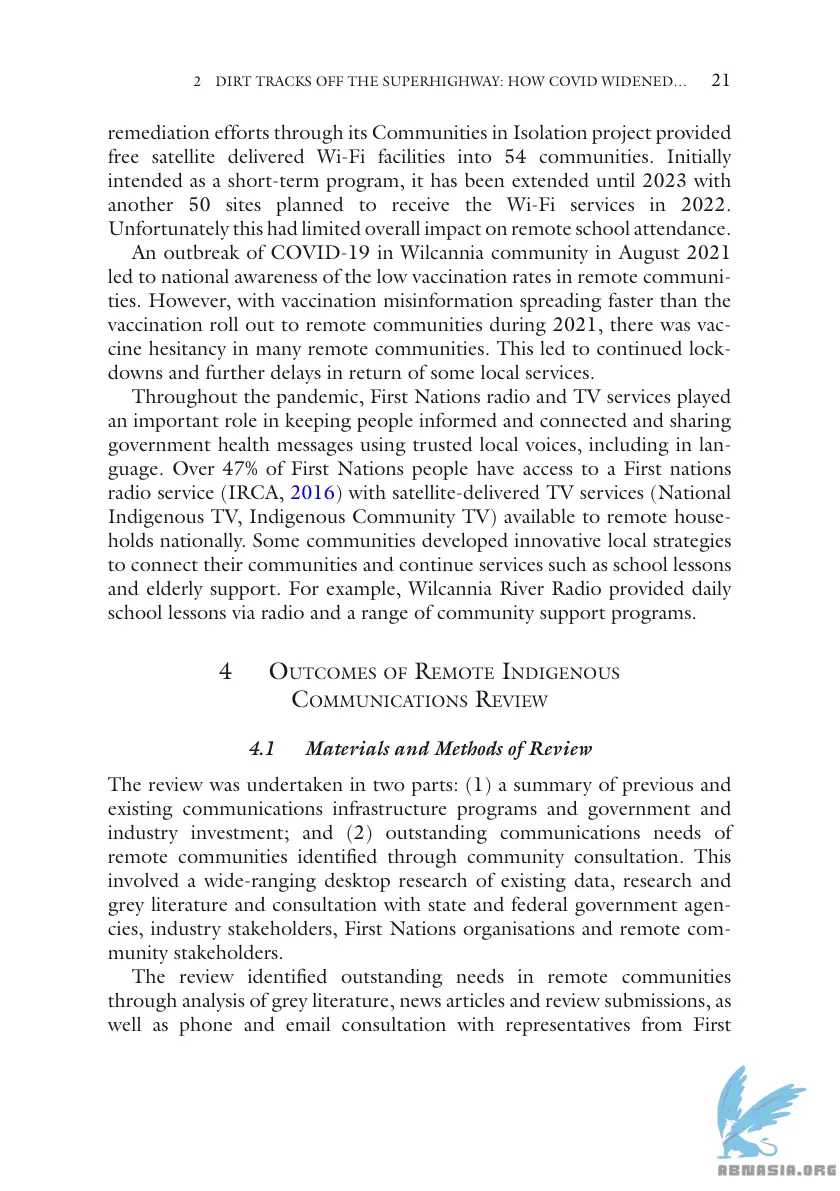 2 DIRT TRACKS OFF THE SUPERHIGHWAY: HOW COVID WIDENED… 21
remediation efforts through its Communities in Isolation project provided
free satellite delivered Wi-Fi facilities into 54 communities. Initially
intended as a short-term program, it has been extended until 2023 with
another 50 sites planned to receive the Wi-Fi services in 2022.
Unfortunately this had limited overall impact on remote school attendance.
An outbreak of COVID-19 in Wilcannia community in August 2021
led to national awareness of the low vaccination rates in remote communi-
ties. However, with vaccination misinformation spreading faster than the
vaccination roll out to remote communities during 2021, there was vac-
cine hesitancy in many remote communities. This led to continued lock-
downs and further delays in return of some local services.
Throughout the pandemic, First Nations radio and TV services played
an important role in keeping people informed and connected and sharing
government health messages using trusted local voices, including in lan-
guage. Over 47% of First Nations people have access to a First nations
radio service (IRCA, 2016) with satellite-delivered TV services (National
Indigenous TV, Indigenous Community TV) available to remote house-
holds nationally. Some communities developed innovative local strategies
to connect their communities and continue services such as school lessons
and elderly support. For example, Wilcannia River Radio provided daily
school lessons via radio and a range of community support programs.
4 Outcomes of Remote Indigenous
Communications Review
4.1 Materials and Methods of Review
The review was undertaken in two parts: (1) a summary of previous and
existing communications infrastructure programs and government and
industry investment; and (2) outstanding communications needs of
remote communities identified through community consultation. This
involved a wide-ranging desktop research of existing data, research and
grey literature and consultation with state and federal government agen-
cies, industry stakeholders, First Nations organisations and remote com-
munity stakeholders.
The review identified outstanding needs in remote communities
through analysis of grey literature, news articles and review submissions, as
well as phone and email consultation with representatives from First
ABNASIA.ORG